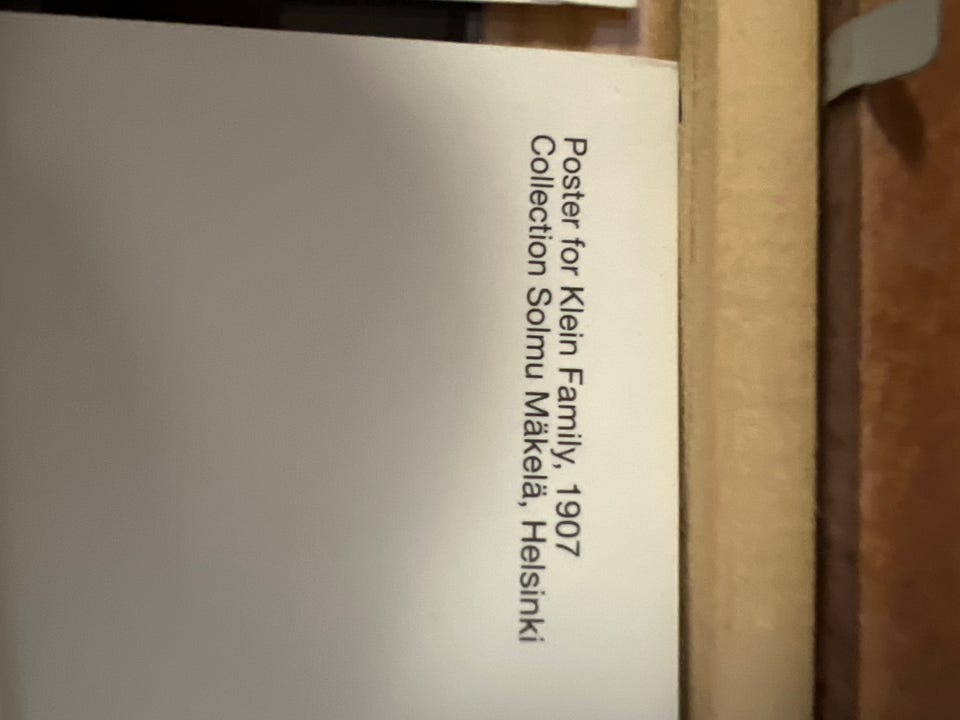 Poster for Klein Family, 1907
Collection Solmu Mäkelä, Helsinki